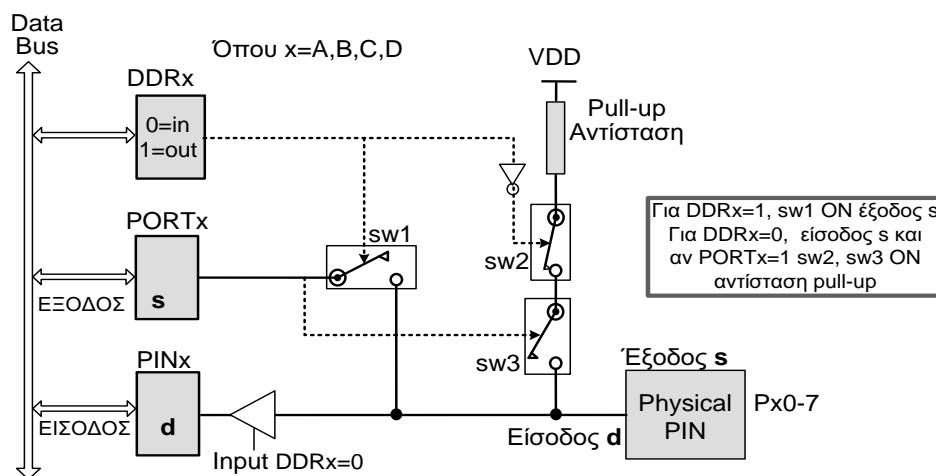 Data
Bus
Όπου x=A,B,C,D
DDRx
0=in
1=out
VDD
Pull-up
Αντίσταση
PORTx
s
ΕΞΟΔΟΣ
sw1
sw2
sw3
Για DDRx=1, sw1 ON έξοδος s
Για DDRx=0, είσοδος s και
αν PORTx=1 sw2, sw3 ON
αντίσταση pull-up
PINx
d
ΕΙΣΟΔΟΣ
Input DDRx=0
Έξοδος s
Είσοδος d
Physical
PIN
Px0-7